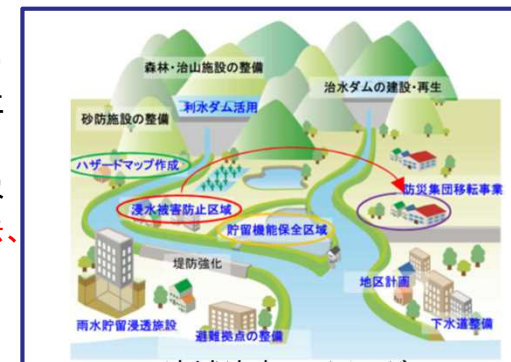 森林・治山施設の整備
治水ダムの建設・再生
利水ダム活用
砂防施設の整備
ハザードマップ作成
防災集団移転事業
浸水被害防止区域
貯留機能保全区域
堤防強化
地区計画
雨水貯留浸透施設
避難拠点の整備
下水道整備